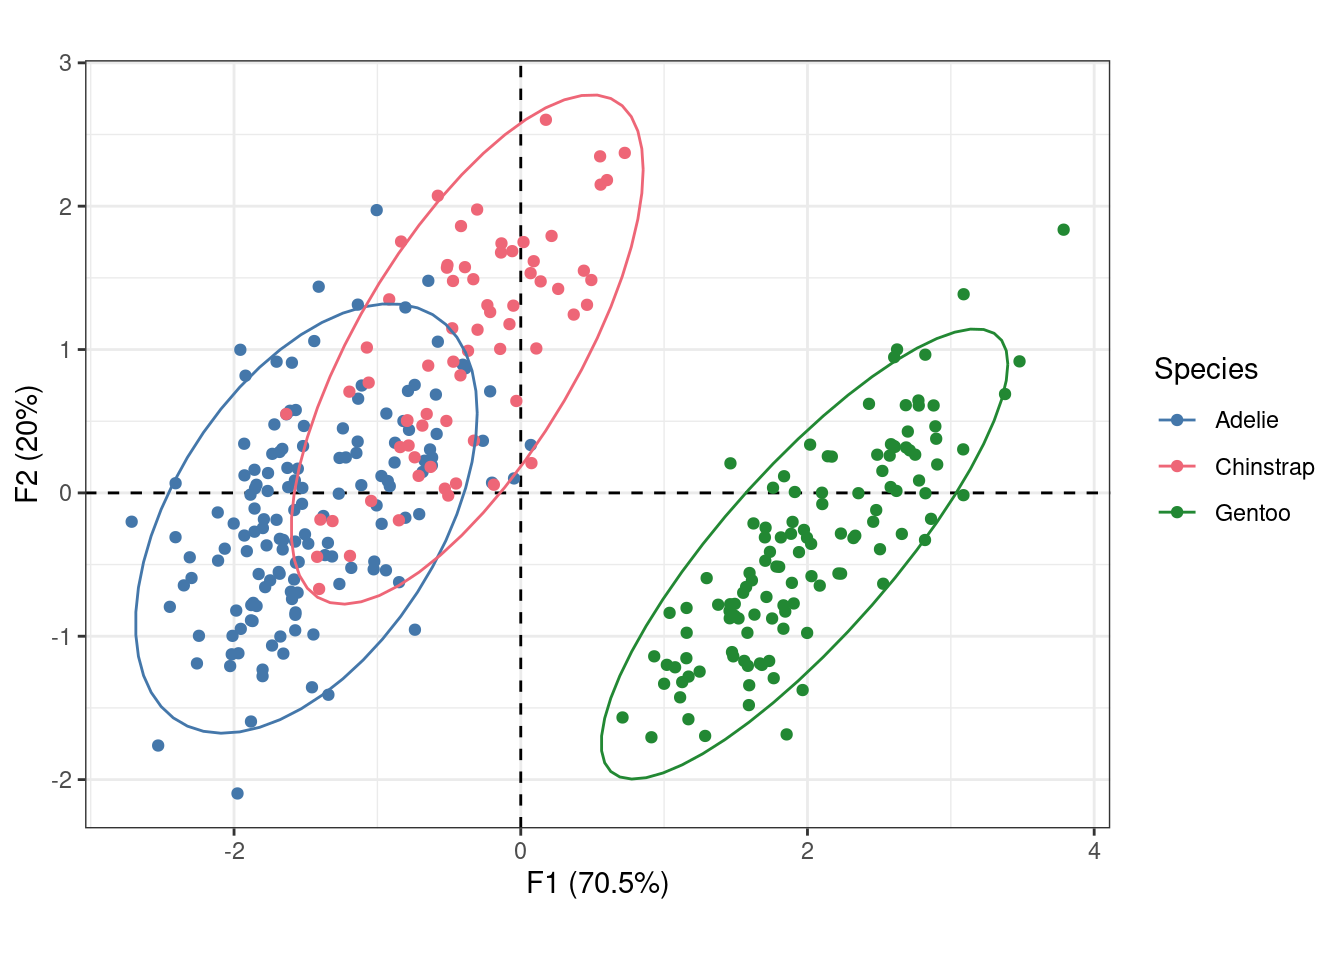 3
2
1
0
-1
-2
F2 (20%)
-2
0
2
4
F1 (70.5%)
Species
Adelie
Chinstrap
Gentoo